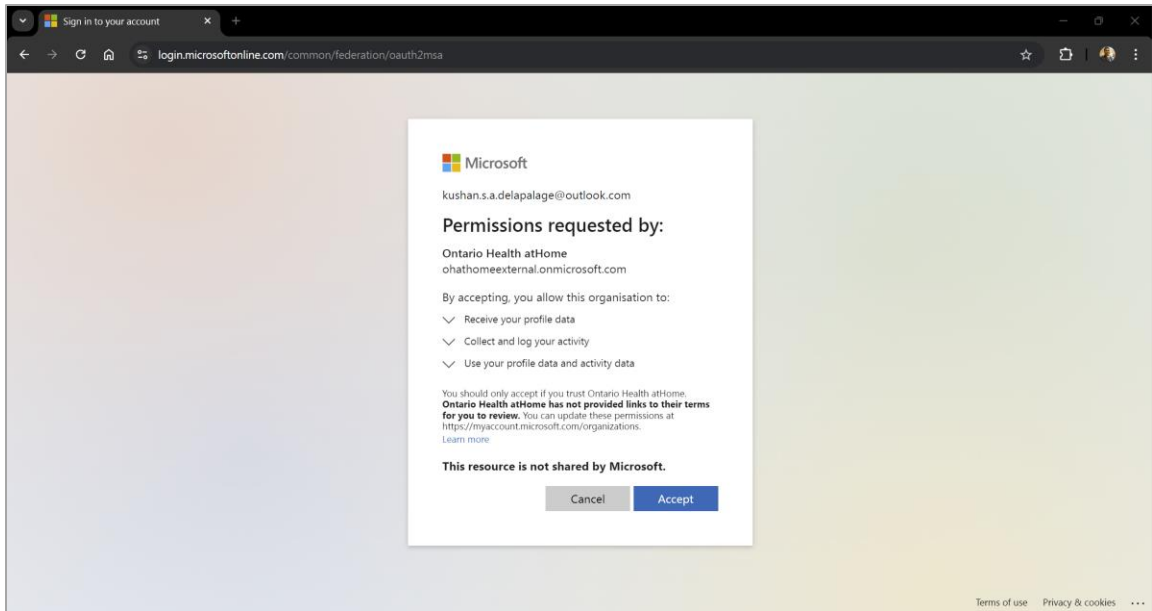 Sign in to your account
login.microsoftonline.com/common/federation/oauth2msa
Microsoft
kushan.s.a.delapalage@outlook.com
Permissions requested by:
Ontario Health atHome
ohathomeexternal.onmicrosoft.com
By accepting, you allow this organisation to:
Receive your profile data
Collect and log your activity
Use your profile data and activity data
You should only accept if you trust Ontario Health atHome.
Ontario Health atHome has not provided links to their terms
for you to review. You can update these permissions at
https://myaccount.microsoft.com/organizations.
Learn more
This resource is not shared by Microsoft.
Cancel Accept
Terms of use Privacy & cookies ...